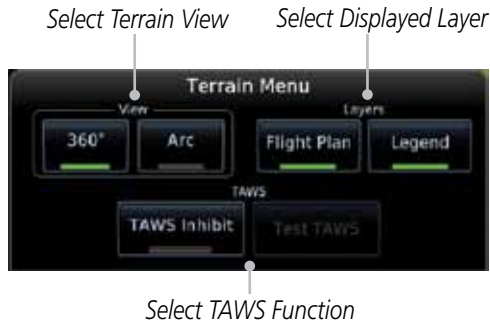 Select Terrain View
Select Displayed Layer
Terrain Menu
View
Layers
360°
Arc
Flight Plan
Legend
TAWS
TAWS Inhibit
Test TAWS
Select TAWS Function